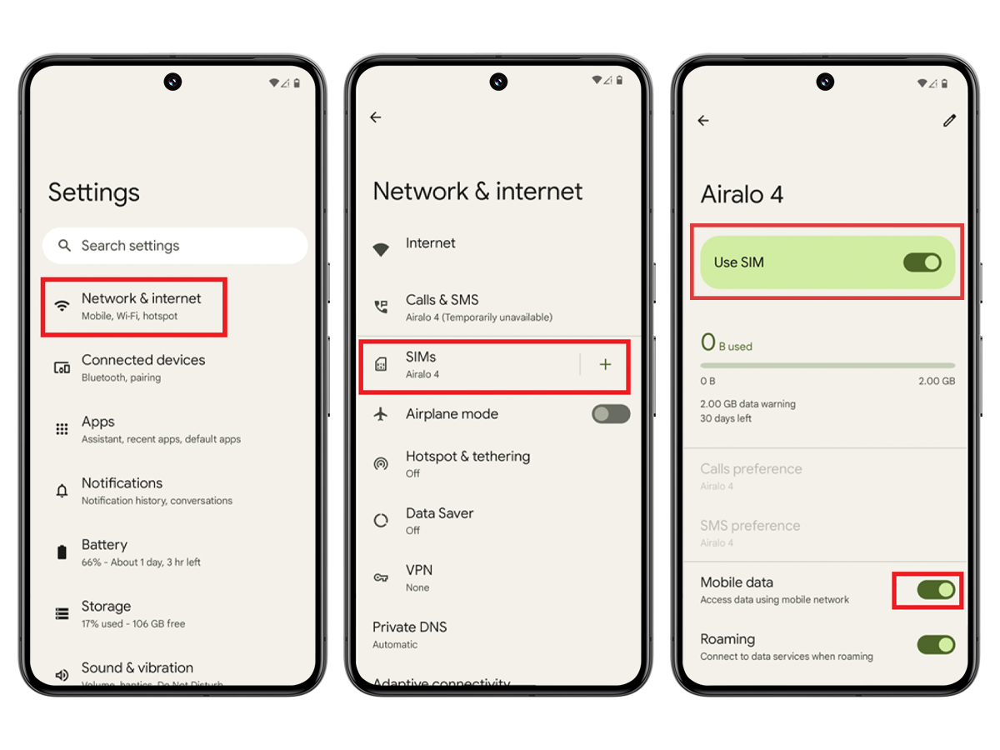 Settings
Search settings
Network & internet
Mobile, Wi-Fi, hotspot
Connected devices
Bluetooth, pairing
Apps
Assistant, recent apps, default apps
Notifications
Notification history, conversations
Battery
66% - About 1 day, 3 hr left
Storage
17% used - 106 GB free
Sound & vibration
Volume, haptics, Do Not Disturb
Network & internet
Internet
Calls & SMS
Airalo 4 (Temporarily unavailable)
SIMs
Airalo 4
+
Airplane mode
Hotspot & tethering
Off
Data Saver
Off
VPN
None
Private DNS
Automatic
Adaptive connectivity
Airalo 4
Use SIM
0 B used
0 B 2.00 GB
2.00 GB data warning
30 days left
Calls preference
Airalo 4
SMS preference
Airalo 4
Mobile data
Access data using mobile network
Roaming
Connect to data services when roaming